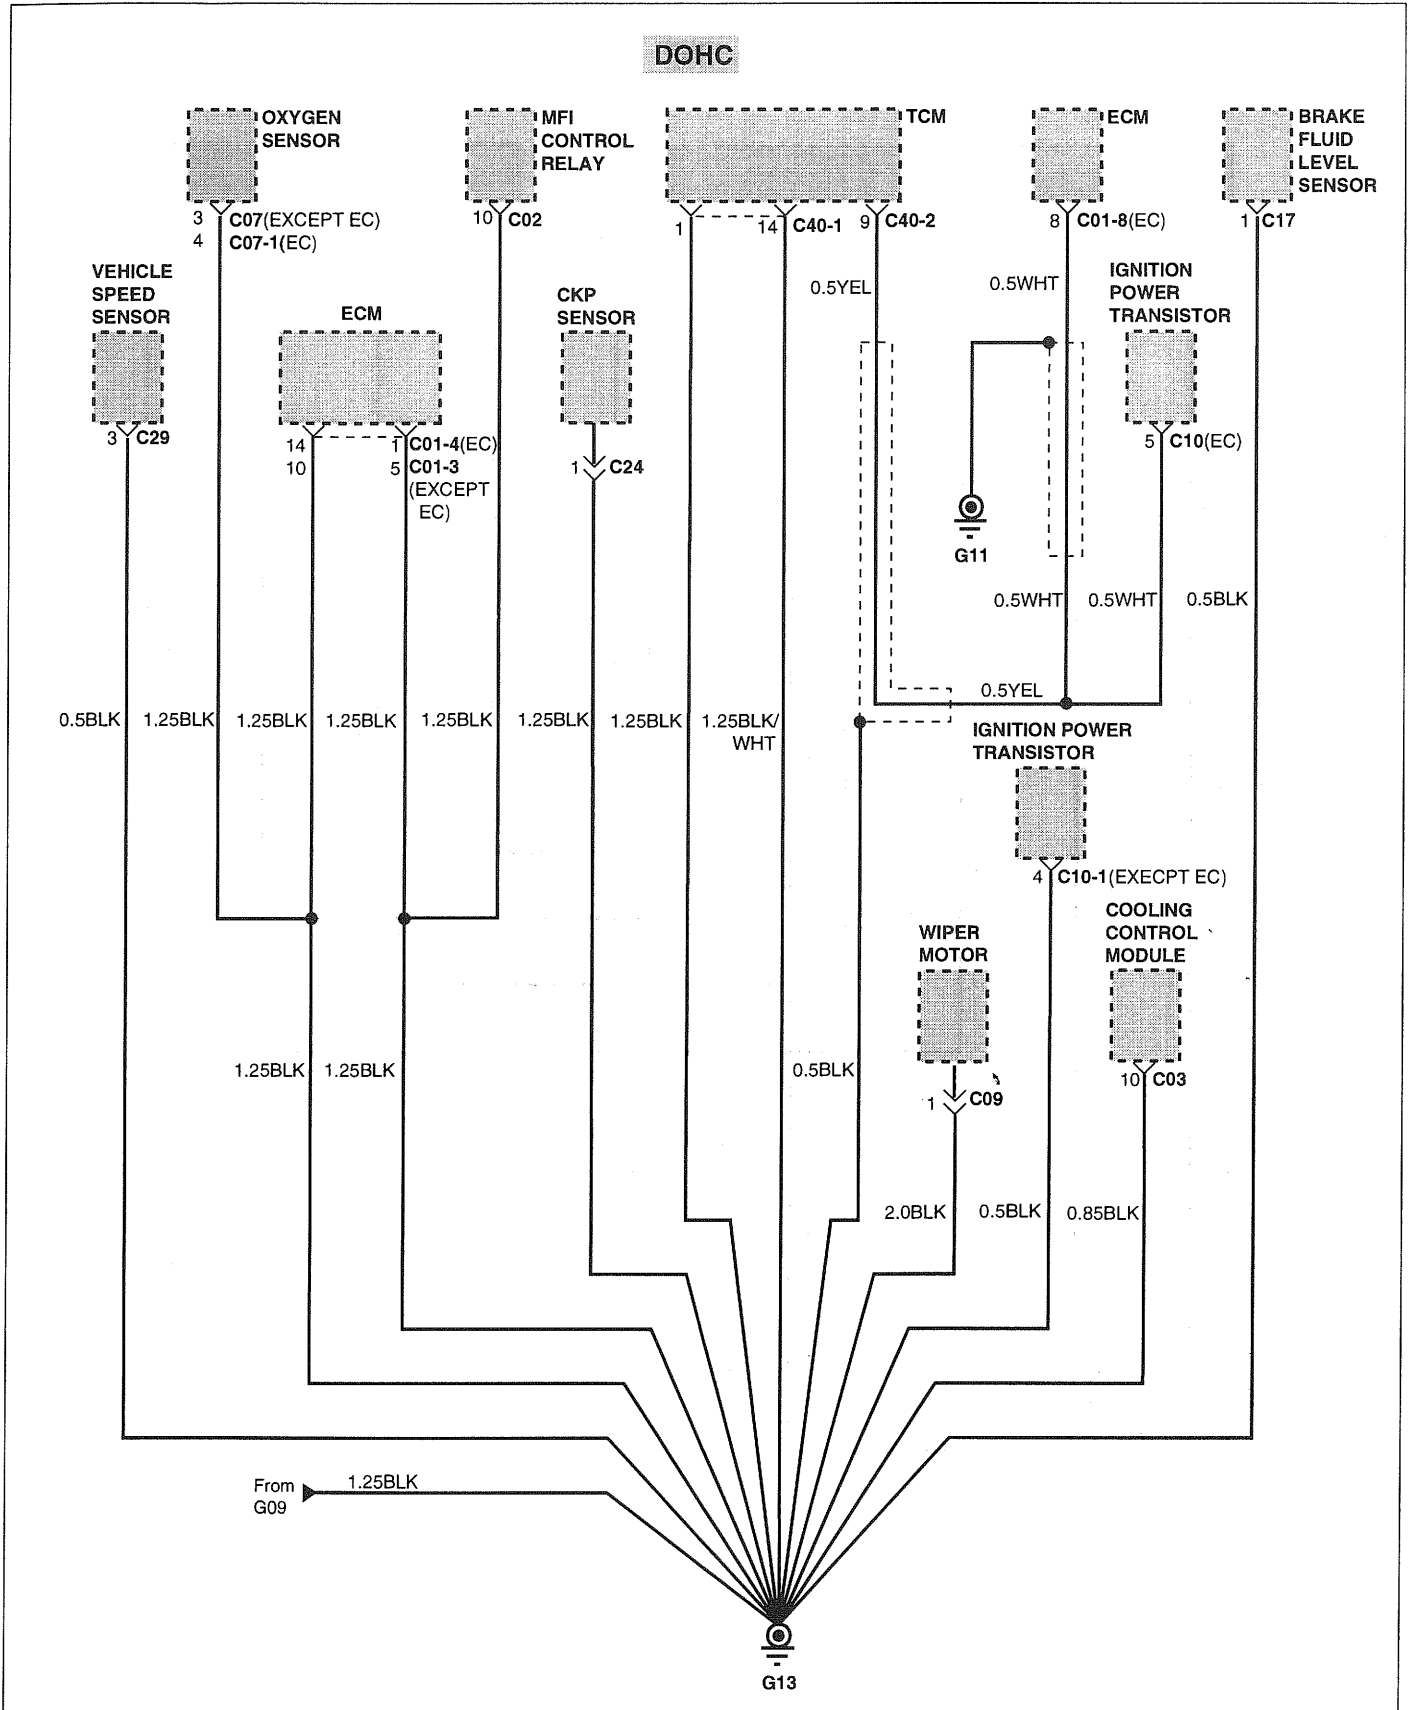 DOHC
OXYGEN
SENSOR
MFI
CONTROL
RELAY
TCM
ECM
BRAKE
FLUID
LEVEL
SENSOR
3 C07(EXCEPT EC)
4 C07-1(EC)
10 C02
1
14 C40-1
9 C40-2
8 C01-8(EC)
1 C17
VEHICLE
SPEED
SENSOR
ECM
CKP
SENSOR
0.5YEL
0.5WHT
IGNITION
POWER
TRANSISTOR
3 C29
14
10
1 C01-4(EC)
5 C01-3
(EXCEPT
EC)
1 C24
5 C10(EC)
G11
0.5WHT
0.5WHT
0.5BLK
0.5YEL
0.5BLK
1.25BLK
1.25BLK
1.25BLK
1.25BLK
1.25BLK
1.25BLK
1.25BLK/
WHT
IGNITION POWER
TRANSISTOR
4 C10-1(EXECPT EC)
WIPER
MOTOR
COOLING
CONTROL
MODULE
1.25BLK
1.25BLK
0.5BLK
1 C09
10 C03
2.0BLK
0.5BLK
0.85BLK
From
G09
1.25BLK
G13